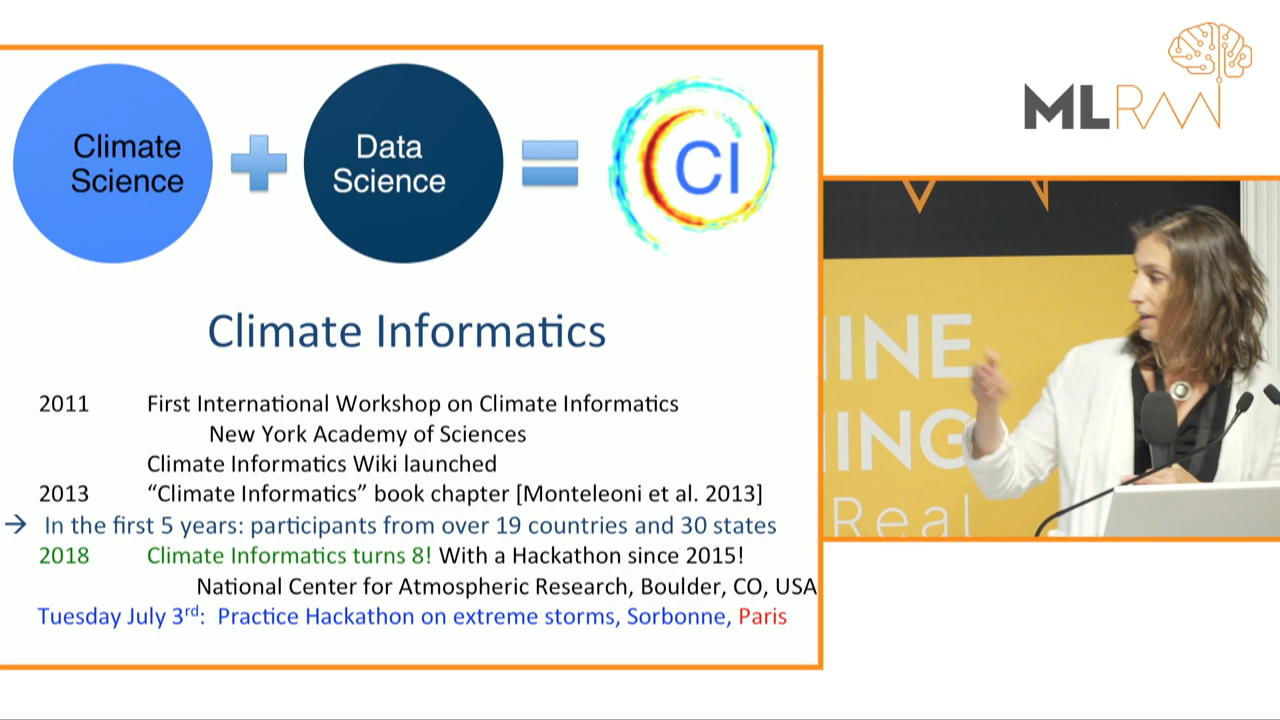 Climate
Science
Data
Science
CI
Climate Informatics
2011 First International Workshop on Climate Informatics
New York Academy of Sciences
Climate Informatics Wiki launched
2013 “Climate Informatics” book chapter [Monteleoni et al. 2013]
→ In the first 5 years: participants from over 19 countries and 30 states
2018 Climate Informatics turns 8! With a Hackathon since 2015!
National Center for Atmospheric Research, Boulder, CO, USA
Tuesday July 3rd: Practice Hackathon on extreme storms, Sorbonne, Paris
MLRW
INE
ING
Real